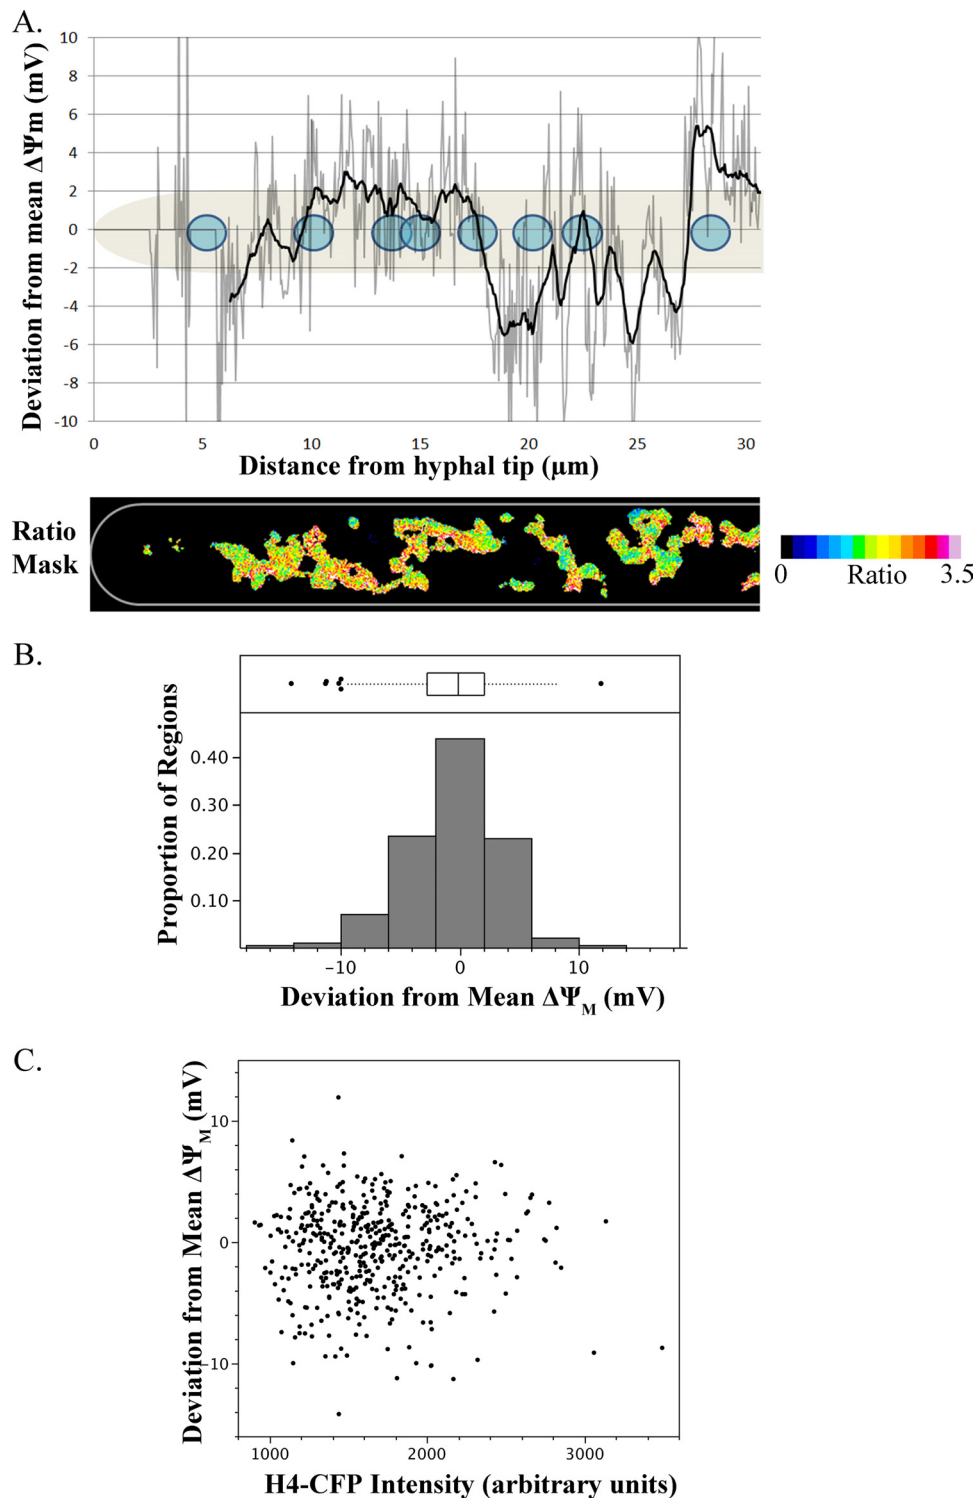 A.
Deviation from mean ΔΨm (mV)
10
8
6
4
2
0
-2
-4
-6
-8
-10
0 5 10 15 20 25 30
Distance from hyphal tip (μm)
Ratio
Mask
0 Ratio 3.5
B.
Proportion of Regions
0.40
0.30
0.20
0.10
−10 0 10
Deviation from Mean ΔΨM (mV)
C.
Deviation from Mean ΔΨM (mV)
10
0
−10
1000 2000 3000
H4-CFP Intensity (arbitrary units)